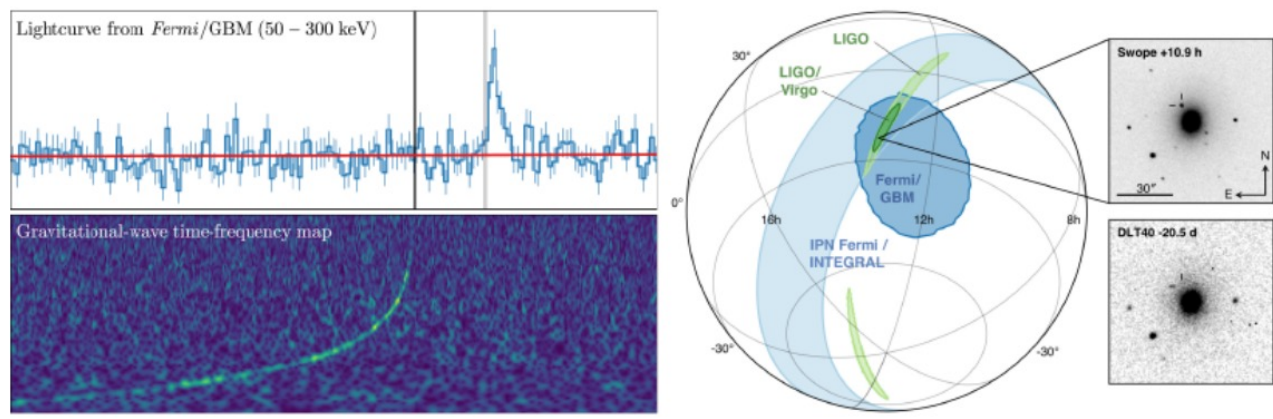 Lightcurve from Fermi/GBM (50 – 300 keV)
Gravitational-wave time-frequency map
LIGO
30°
LIGO/
Virgo
30°
Fermi/
GBM
0°
16h
12h
8h
IPN Fermi /
INTEGRAL
-30°
-30°
Swope +10.9 h
N
30"
E
DLT40 -20.5 d